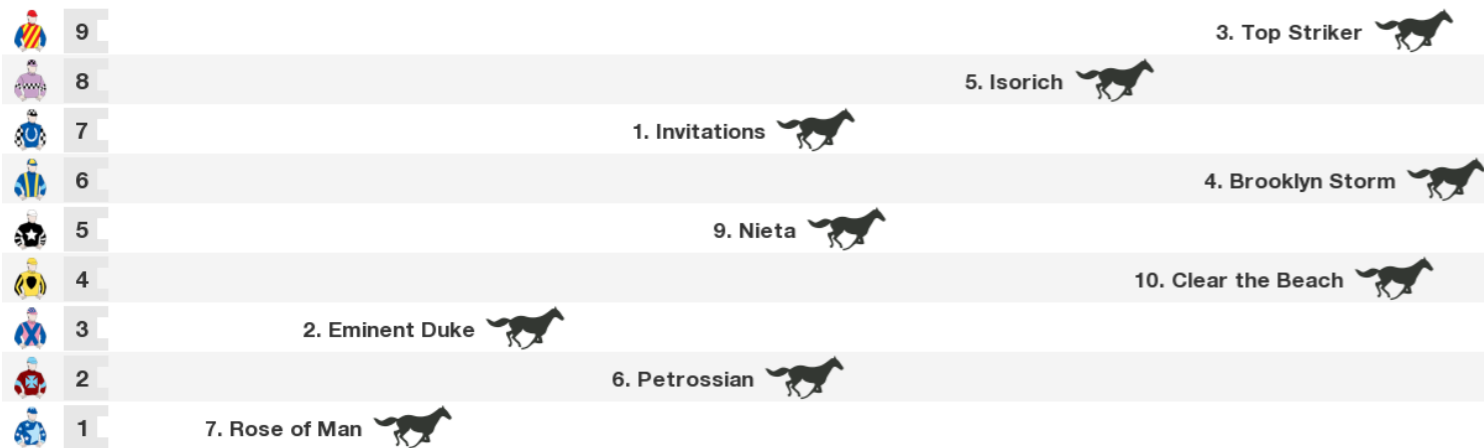 9 3. Top Striker
8 5. Isorich
7 1. Invitations
6 4. Brooklyn Storm
5 9. Nieta
4 10. Clear the Beach
3 2. Eminent Duke
2 6. Petrossian
1 7. Rose of Man